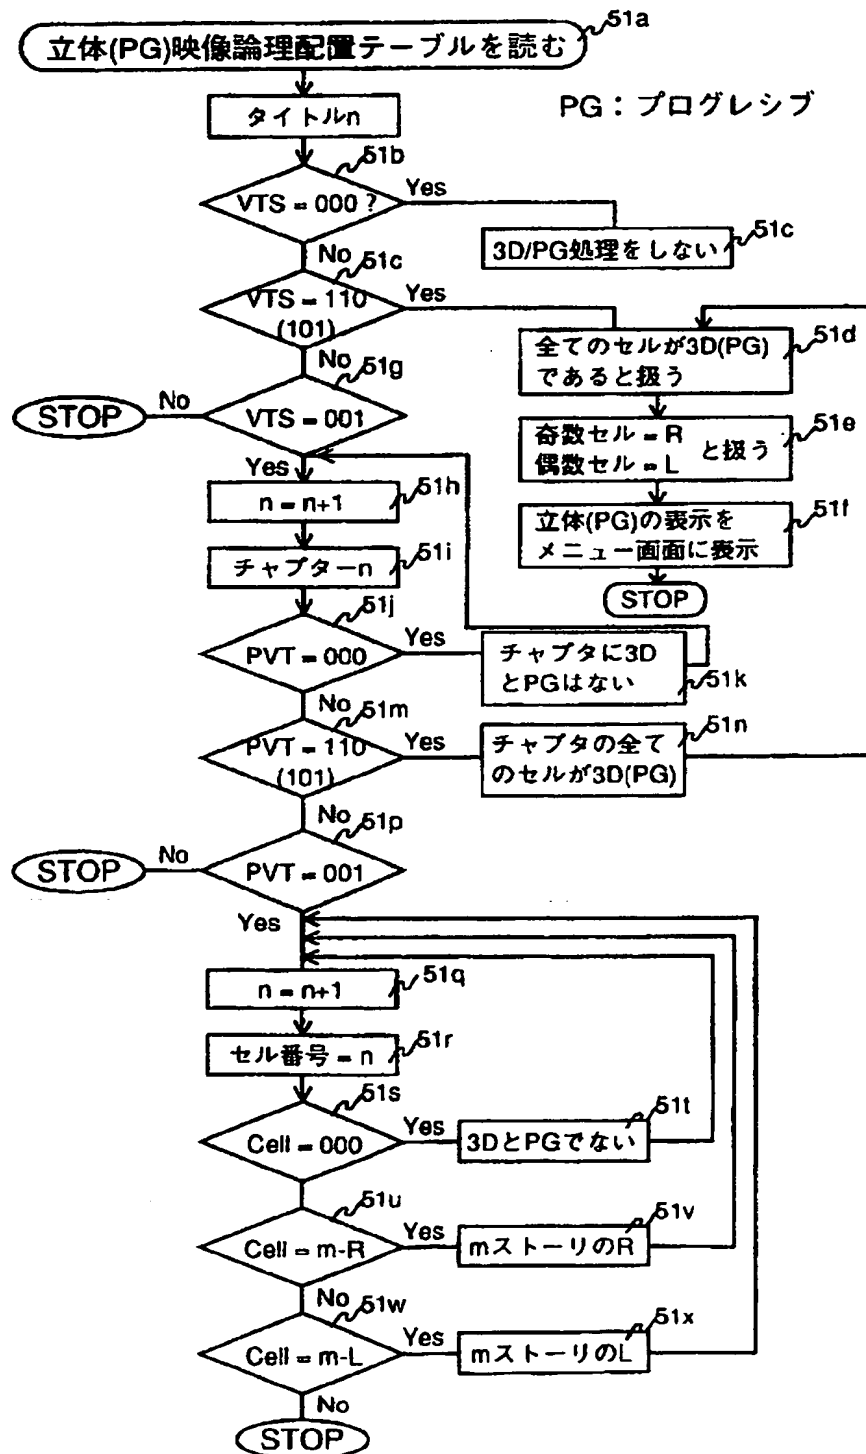 51a
立体(PG)映像論理配置テーブルを読む
タイトルn
PG：プログレシブ
51b
VTS = 000 ?
Yes
51c
3D/PG処理をしない
No
51c
VTS = 110
(101)
Yes
51d
全てのセルが3D(PG)
であると扱う
No
51g
STOP
No
VTS = 001
51e
奇数セル = R
偶数セル = L
と扱う
Yes
51h
n = n+1
51f
立体(PG)の表示を
メニュー画面に表示
51i
チャプターn
STOP
51j
PVT = 000
Yes
チャプタに3D
とPGはない
51k
No
51m
PVT = 110
(101)
Yes
51n
チャプタの全て
のセルが3D(PG)
No
51p
STOP
No
PVT = 001
Yes
51q
n = n+1
51r
セル番号 = n
51s
Cell = 000
Yes
51t
3DとPGでない
51u
Cell = m-R
Yes
51v
mストーリのR
No
51w
Cell = m-L
Yes
51x
mストーリのL
No
STOP